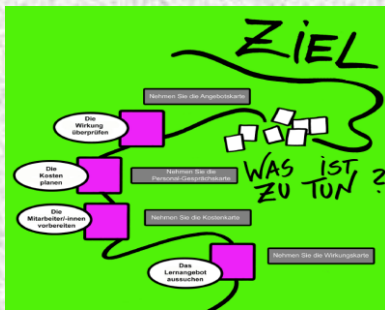 ZIEL
Nehmen Sie die Angebotskarte
Die
Wirkung
überprüfen
WAS IST
ZU TUN ?
Die
Kosten
planen
Nehmen Sie die
Personal-Gesprächskarte
Die
Mitarbeiter/-innen
vorbereiten
Nehmen Sie die Kostenkarte
Das
Lernangebot
aussuchen
Nehmen Sie die Wirkungskarte